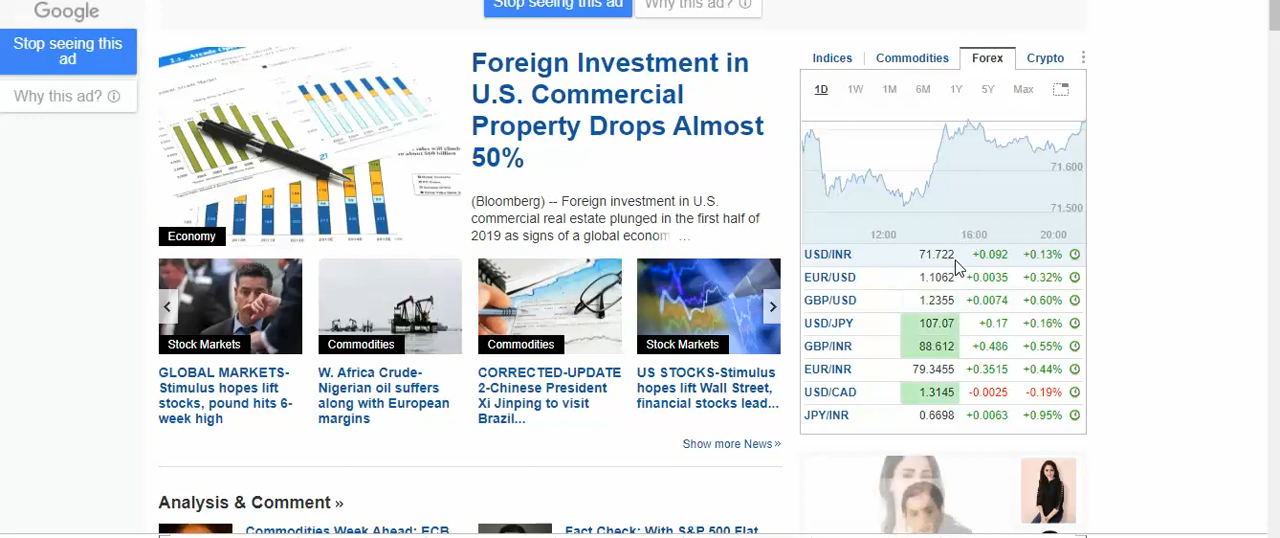 Google
Stop seeing this ad
Why this ad?
Stop seeing this
ad
Why this ad?
Economy
Foreign Investment in
U.S. Commercial
Property Drops Almost
50%
(Bloomberg) -- Foreign investment in U.S.
commercial real estate plunged in the first half of
2019 as signs of a global econom ...
Stock Markets
Commodities
Commodities
Stock Markets
GLOBAL MARKETS-
Stimulus hopes lift
stocks, pound hits 6-
week high
W. Africa Crude-
Nigerian oil suffers
along with European
margins
CORRECTED-UPDATE
2-Chinese President
Xi Jinping to visit
Brazil...
US STOCKS-Stimulus
hopes lift Wall Street,
financial stocks lead...
Show more News »
Analysis & Comment »
Commodities Week Ahead: ECB
Fact Check: With S&P 500 Flat
Indices Commodities Forex Crypto
1D 1W 1M 6M 1Y 5Y Max
71.600
71.500
12:00 16:00 20:00
USD/INR 71.722 +0.092 +0.13%
EUR/USD 1.1062 +0.0035 +0.32%
GBP/USD 1.2355 +0.0074 +0.60%
USD/JPY 107.07 +0.17 +0.16%
GBP/INR 88.612 +0.486 +0.55%
EUR/INR 79.3455 +0.3515 +0.44%
USD/CAD 1.3145 -0.0025 -0.19%
JPY/INR 0.6698 +0.0063 +0.95%